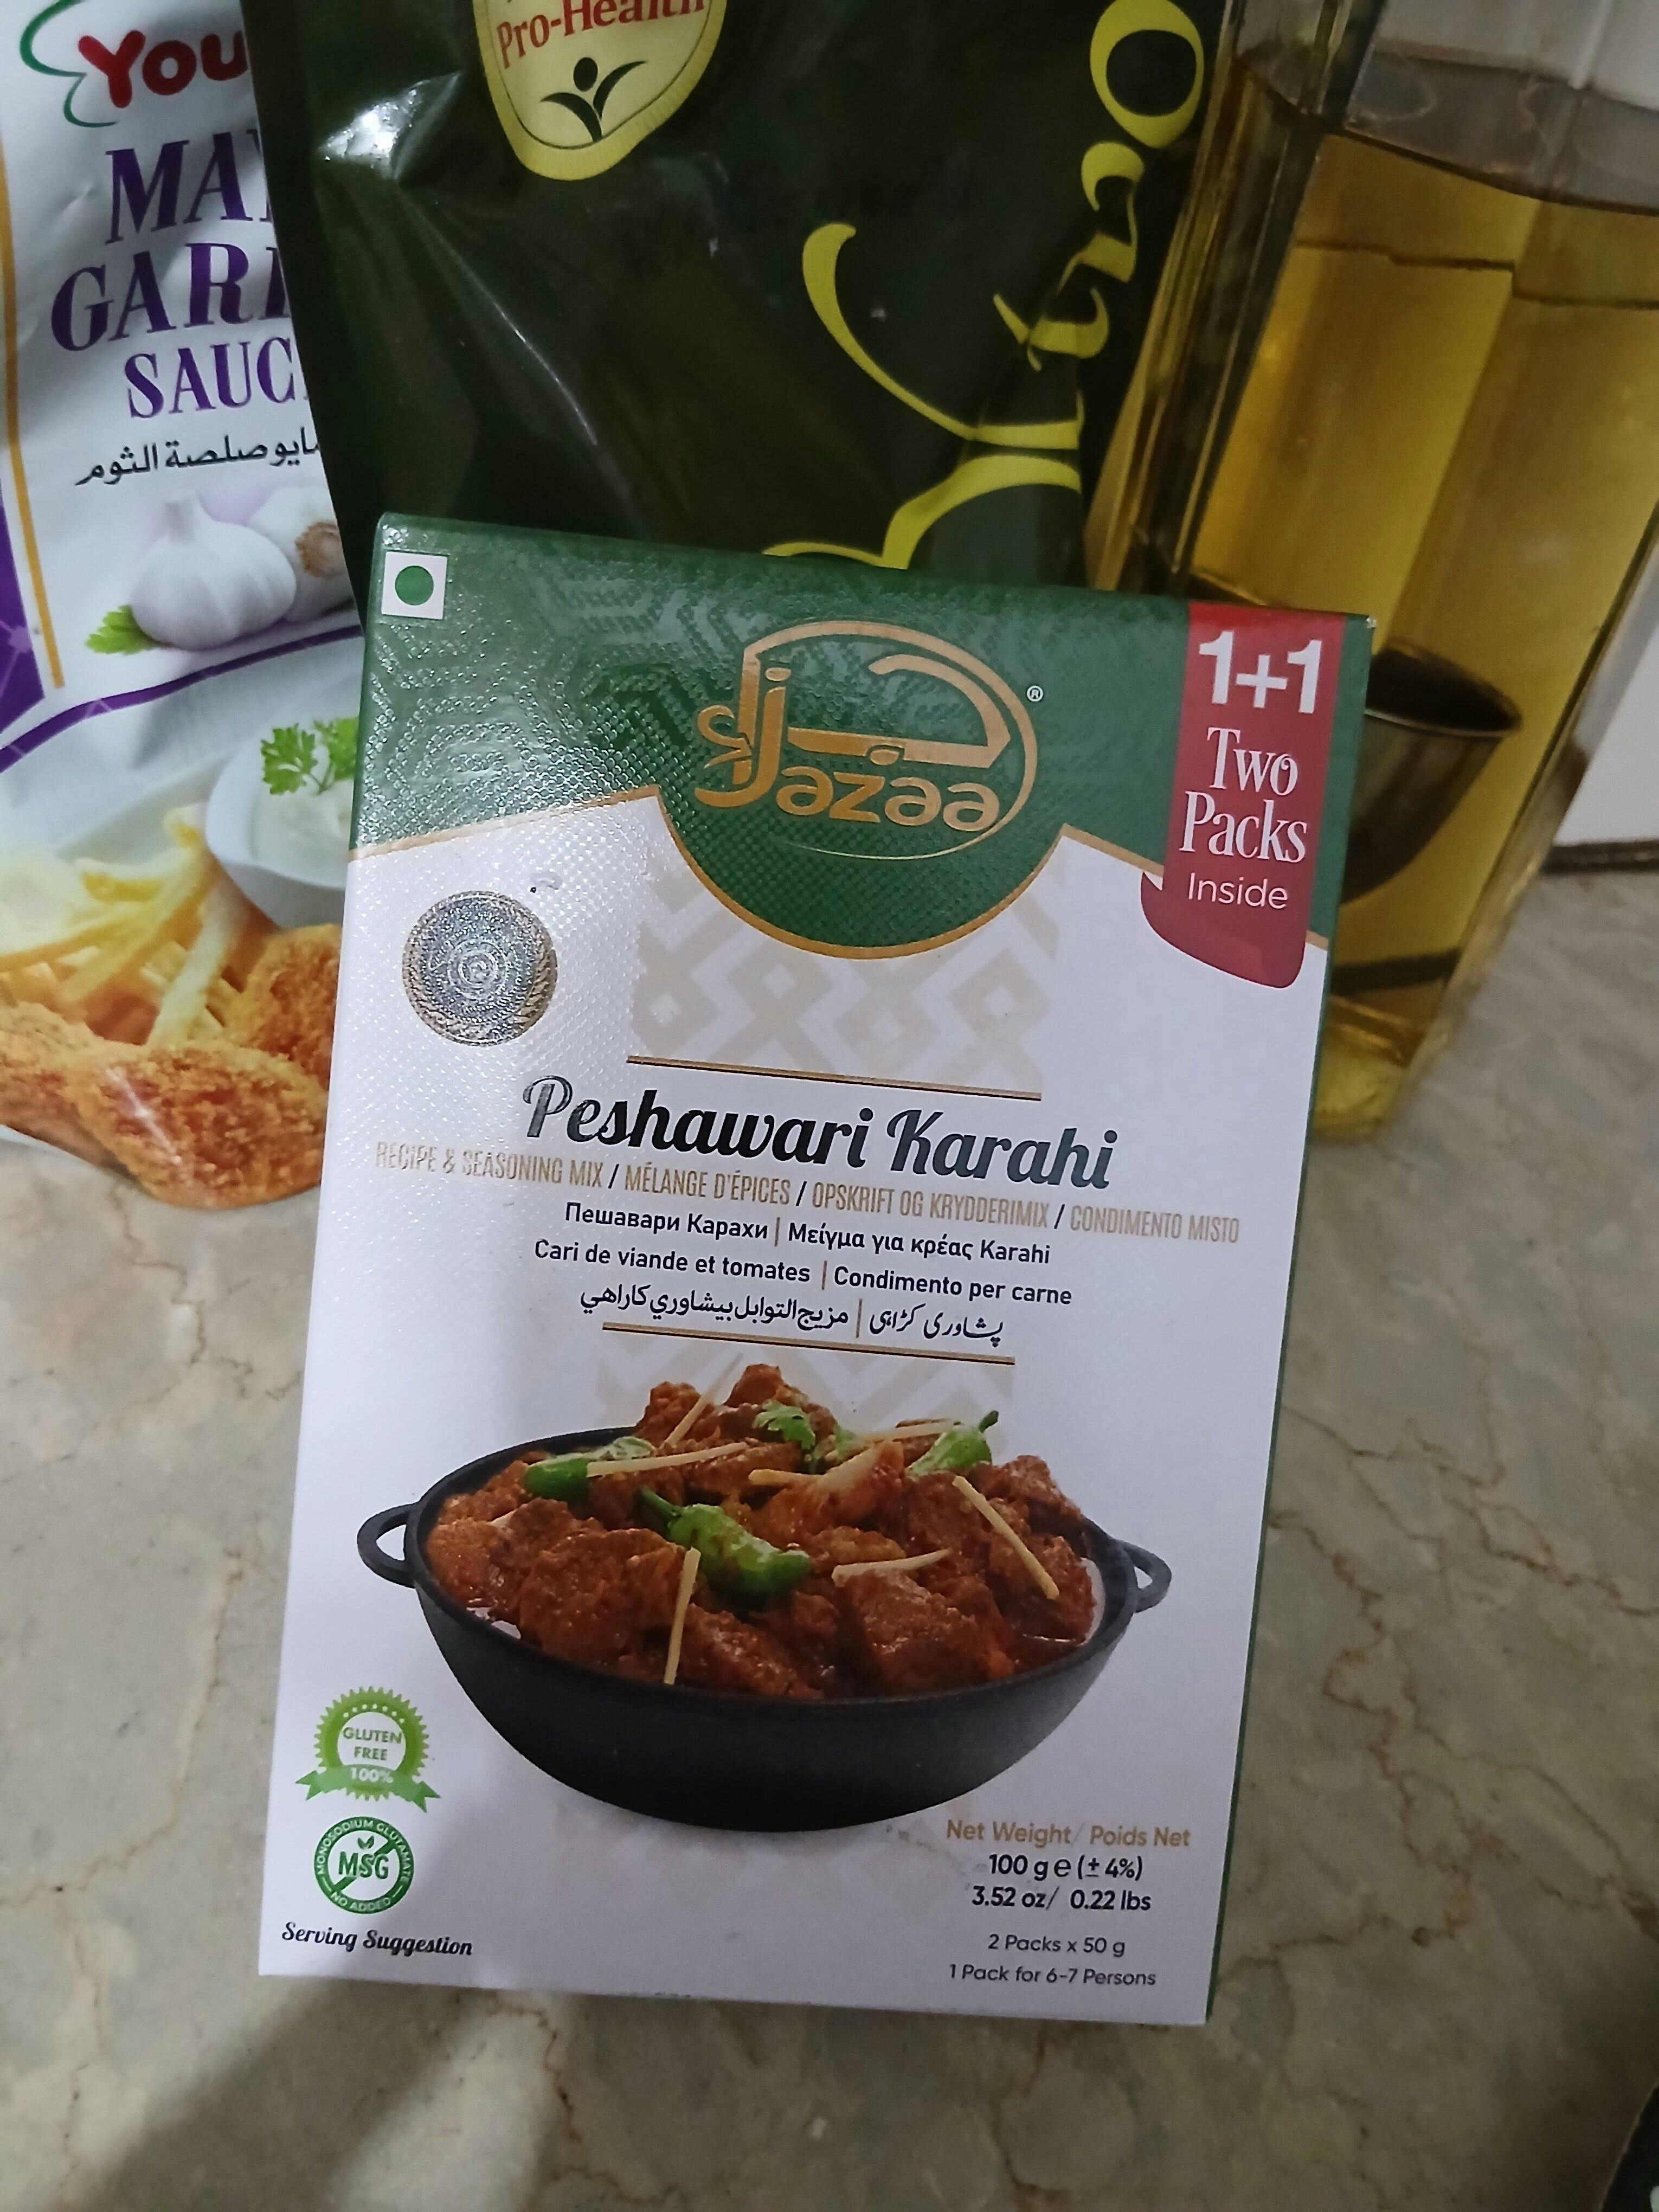 You
MA
GAR
SAUC
مايو صلصة الثوم
Pro-Health
Olivo
جزاء
Jazaa
®
1+1
Two
Packs
Inside
Peshawari Karahi
RECIPE & SEASONING MIX / MÉLANGE D'ÉPICES / OPSKRIFT OG KRYDDERIMIX / CONDIMENTO MISTO
Пешавари Карахи | Μείγμα για κρέας Karahi
Cari de viande et tomates | Condimento per carne
پشاوری کڑاہی | مزيج التوابل بيشاوري كاراهي
GLUTEN
FREE
100%
MONOSODIUM GLUTAMATE
MSG
NO ADDED
Serving Suggestion
Net Weight/ Poids Net
100 g e (± 4%)
3.52 oz/ 0.22 lbs
2 Packs x 50 g
1 Pack for 6-7 Persons